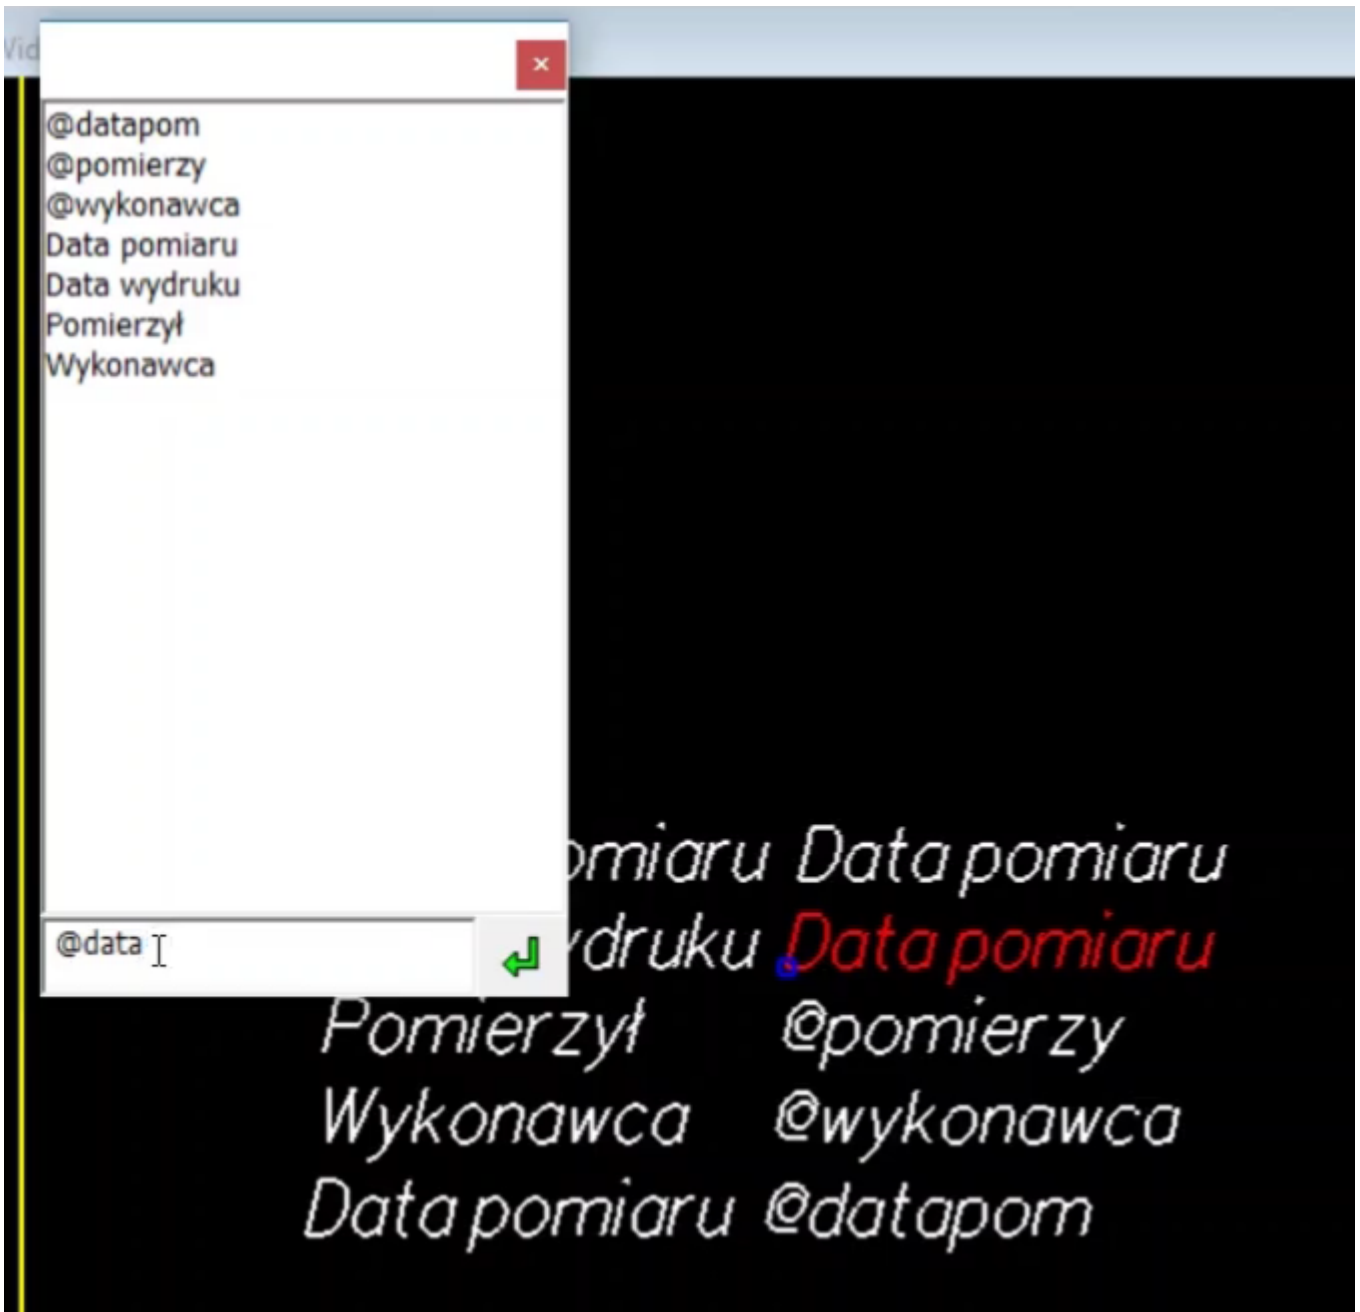 @datapom
@pomierzy
@wykonawca
Data pomiaru
Data wydruku
Pomierzył
Wykonawca
Data pomiaru
@data
Data pomiaru
Pomierzył @pomierzy
Wykonawca @wykonawca
Data pomiaru @datapom